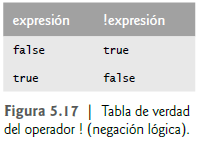 expresión !expresión
false true
true false
Figura 5.17 | Tabla de verdad
del operador ! (negación lógica).